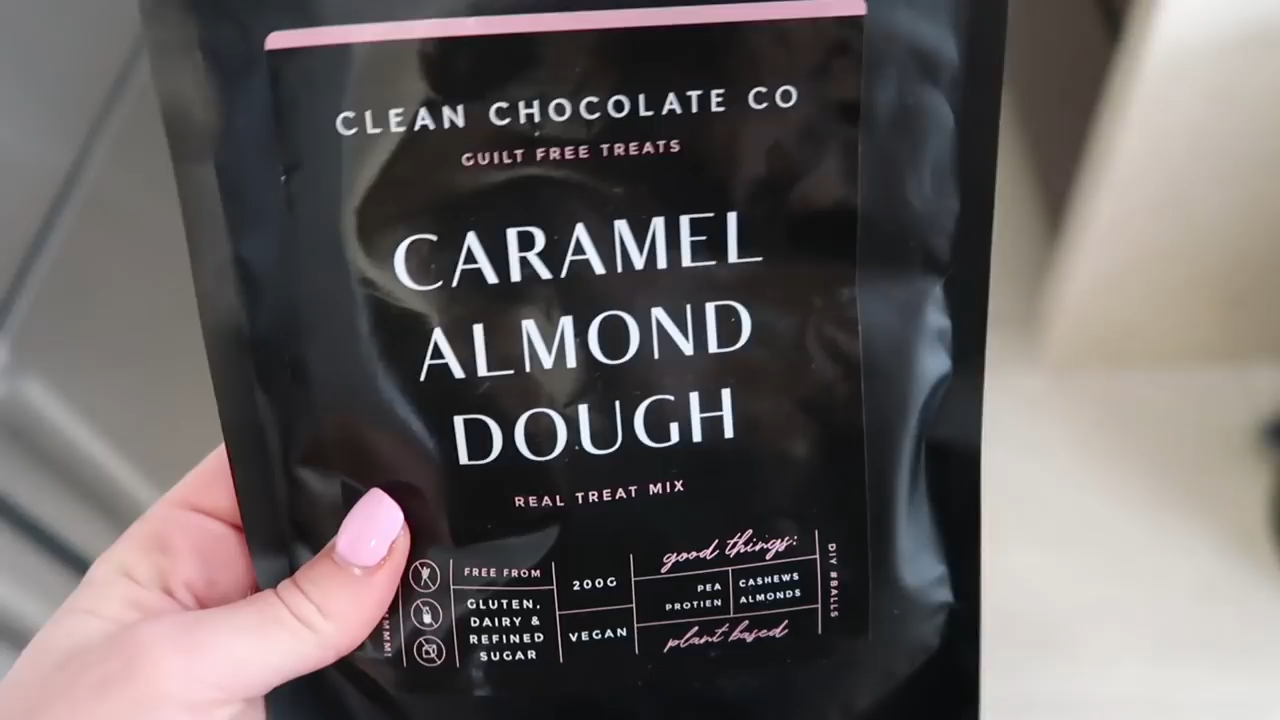 CLEAN CHOCOLATE CO
GUILT FREE TREATS
CARAMEL
ALMOND
DOUGH
REAL TREAT MIX
FREE FROM
GLUTEN,
DAIRY &
REFINED
SUGAR
200G
VEGAN
good things:
PEA
PROTIEN
CASHEWS
ALMONDS
plant based
DIY #BALLS